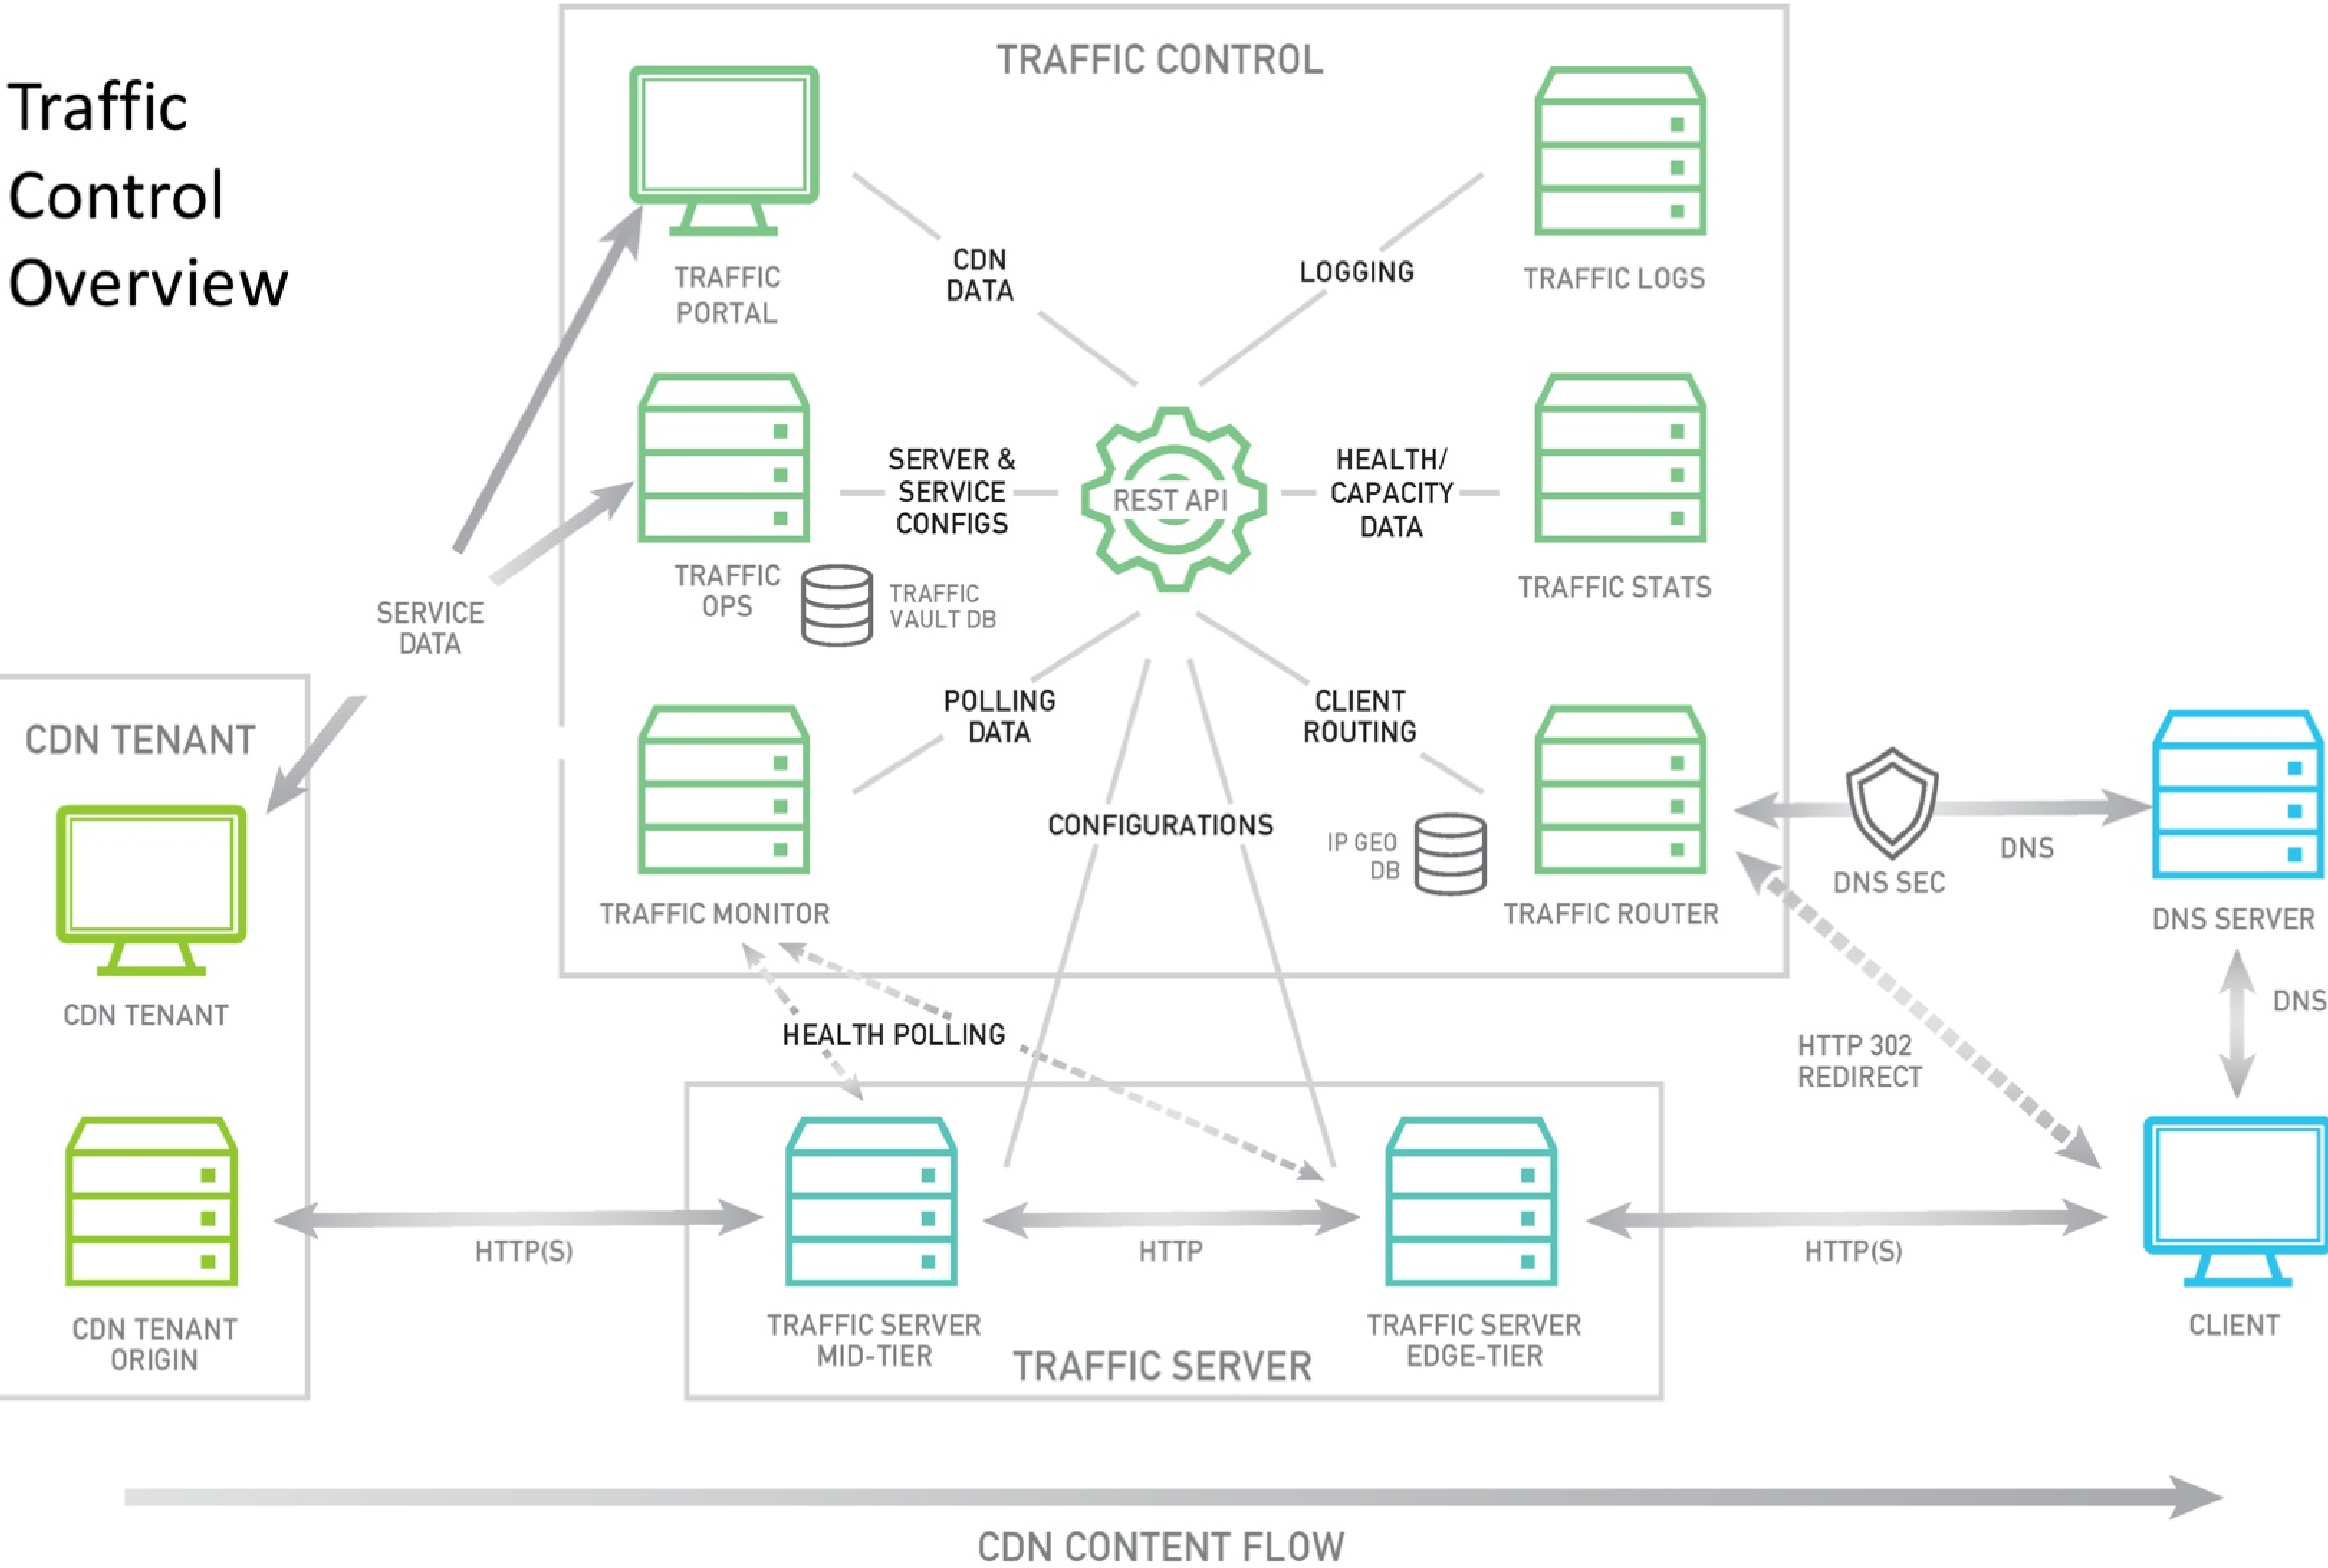 Traffic
Control
Overview
TRAFFIC CONTROL
TRAFFIC
PORTAL
CDN
DATA
LOGGING
TRAFFIC LOGS
SERVER &
SERVICE
CONFIGS
REST API
HEALTH/
CAPACITY
DATA
TRAFFIC
OPS
TRAFFIC
VAULT DB
TRAFFIC STATS
SERVICE
DATA
POLLING
DATA
CLIENT
ROUTING
CDN TENANT
CONFIGURATIONS
IP GEO
DB
TRAFFIC MONITOR
TRAFFIC ROUTER
DNS SEC
DNS
DNS SERVER
CDN TENANT
HEALTH POLLING
HTTP 302
REDIRECT
DNS
CDN TENANT
ORIGIN
HTTP(S)
TRAFFIC SERVER
MID-TIER
HTTP
TRAFFIC SERVER
EDGE-TIER
TRAFFIC SERVER
HTTP(S)
CLIENT
CDN CONTENT FLOW